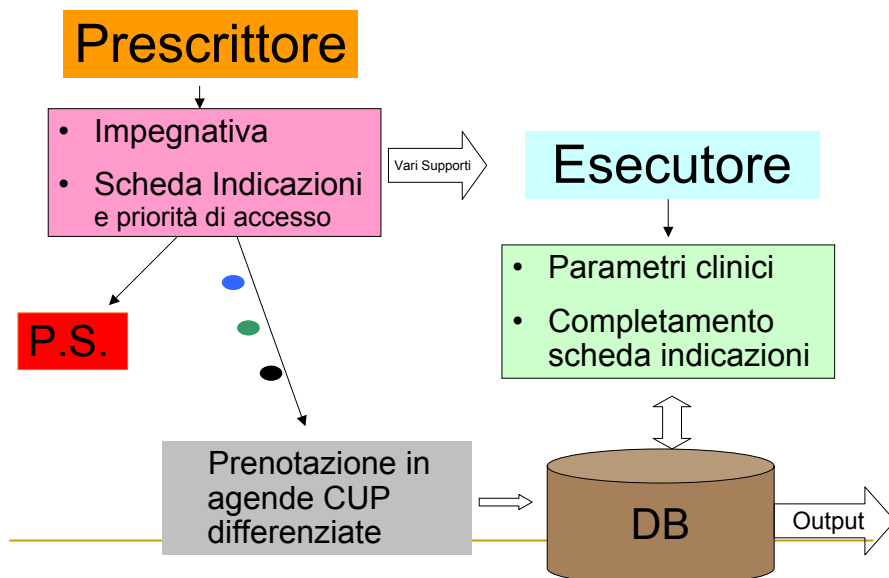 Prescrittore
• Impegnativa
• Scheda Indicazioni
e priorità di accesso
Vari Supporti
Esecutore
• Parametri clinici
• Completamento
scheda indicazioni
P.S.
Prenotazione in
agende CUP
differenziate
DB
Output